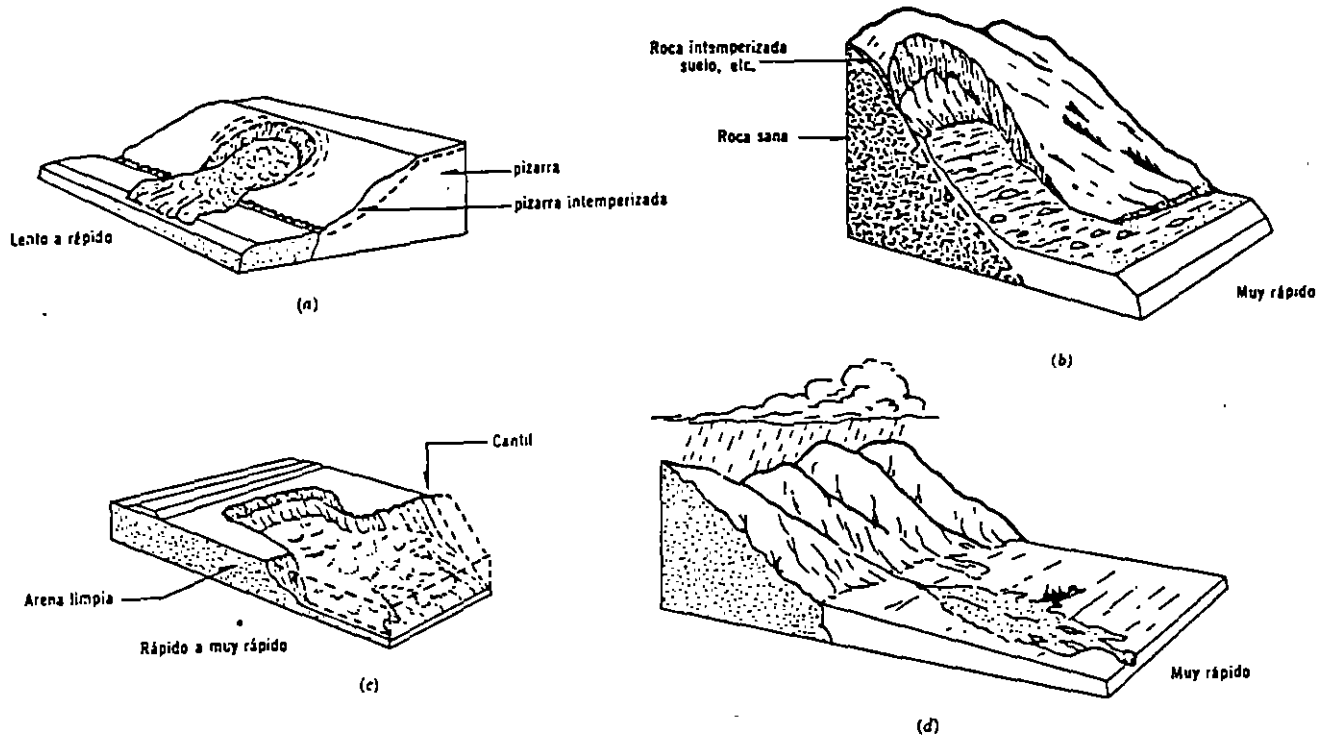 Roca intemperizada
suelo, etc.
Roca sana
pizarra
pizarra intemperizada
Lento a rápido
(a)
Muy rápido
(b)
Cantil
Arena limpia
Rápido a muy rápido
(c)
Muy rápido
(d)